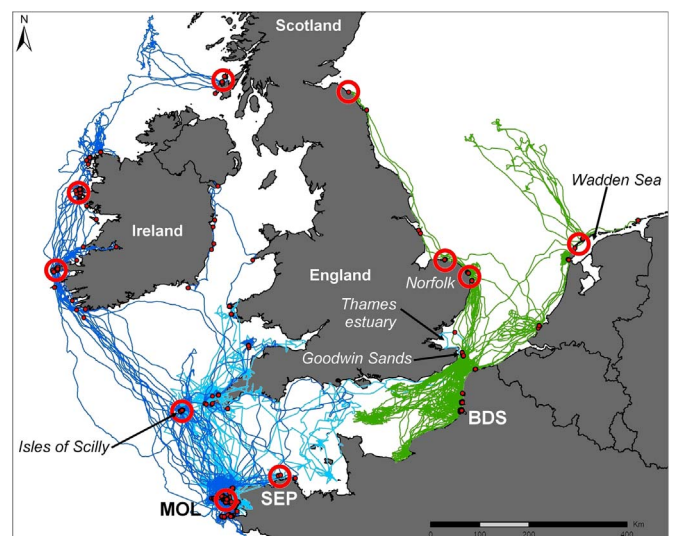 N
Scotland
Wadden Sea
Ireland
England
Norfolk
Thames
estuary
Goodwin Sands
Isles of Scilly
BDS
SEP
MOL
Km
0
100
200
400